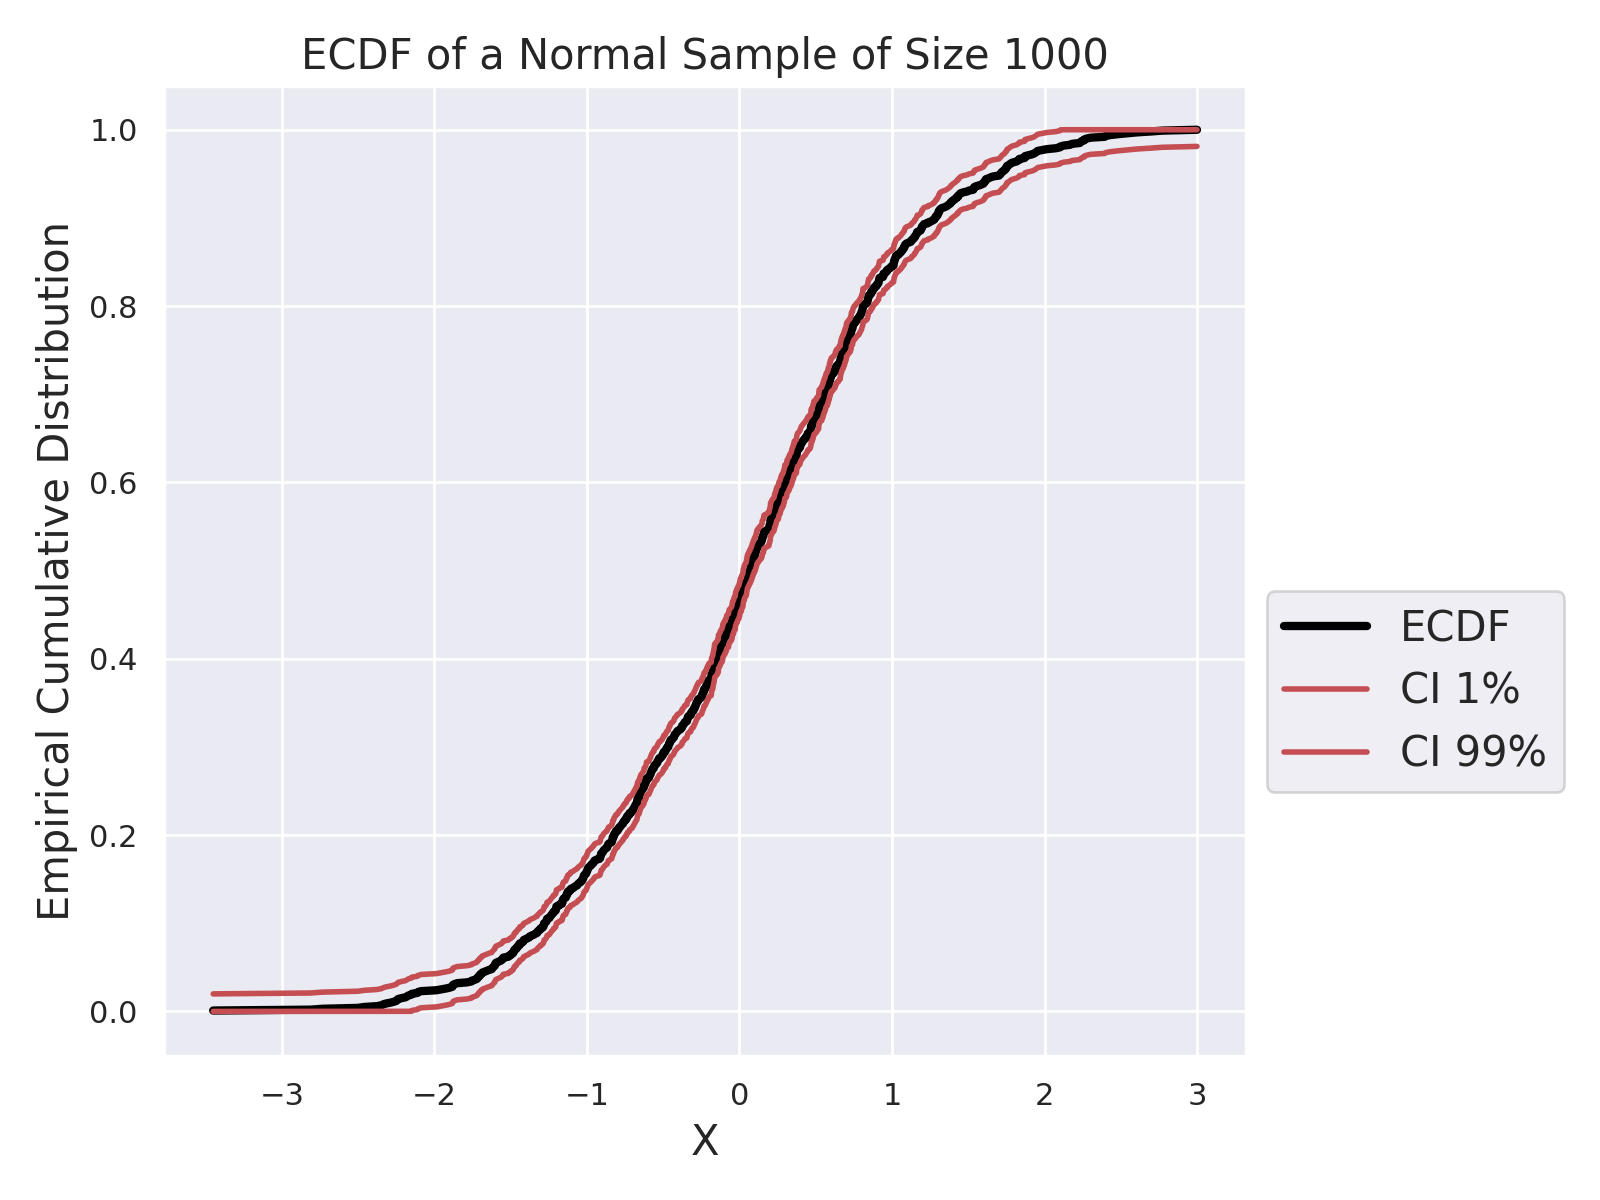 ECDF of a Normal Sample of Size 1000
Empirical Cumulative Distribution
1.0
0.8
0.6
0.4
0.2
0.0
−3 −2 −1 0 1 2 3
X
ECDF
CI 1%
CI 99%